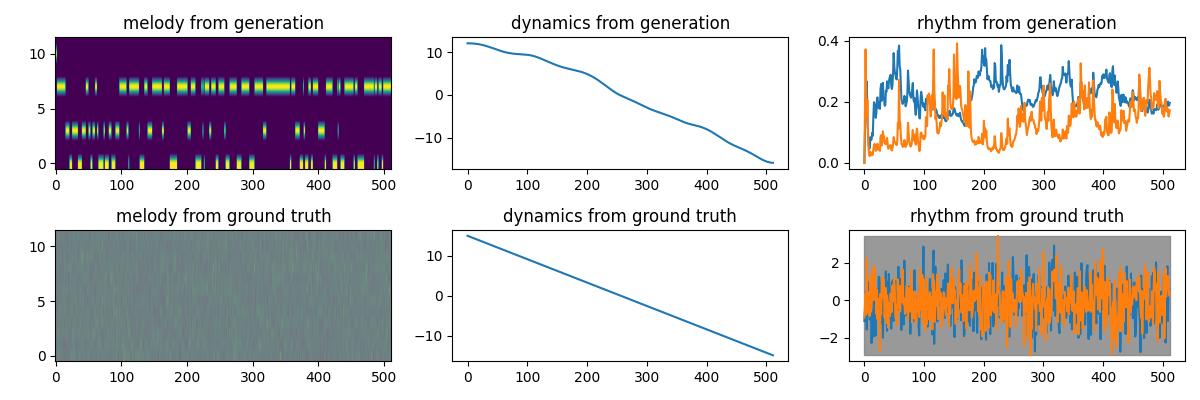 melody from generation
10
5
0
0 100 200 300 400 500
dynamics from generation
10
0
−10
0 100 200 300 400 500
rhythm from generation
0.4
0.2
0.0
0 100 200 300 400 500
melody from ground truth
10
5
0
0 100 200 300 400 500
dynamics from ground truth
10
0
−10
0 100 200 300 400 500
rhythm from ground truth
2
0
−2
0 100 200 300 400 500